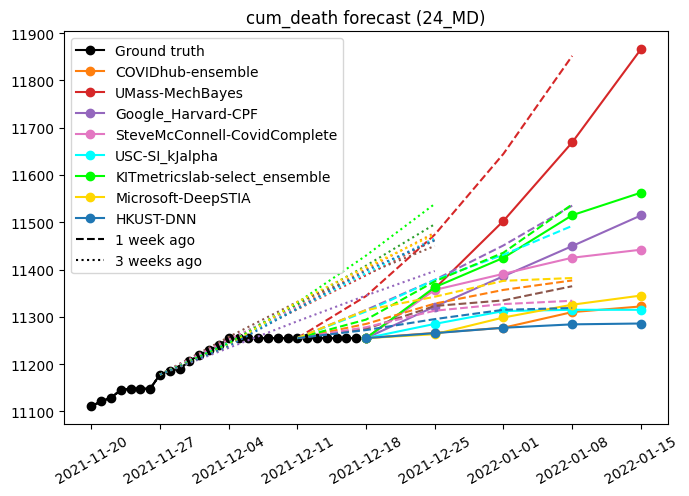 cum_death forecast (24_MD)
11900
11800
11700
11600
11500
11400
11300
11200
11100
Ground truth
COVIDhub-ensemble
UMass-MechBayes
Google_Harvard-CPF
SteveMcConnell-CovidComplete
USC-SI_kJalpha
KITmetricslab-select_ensemble
Microsoft-DeepSTIA
HKUST-DNN
1 week ago
3 weeks ago
2021-11-20
2021-11-27
2021-12-04
2021-12-11
2021-12-18
2021-12-25
2022-01-01
2022-01-08
2022-01-15